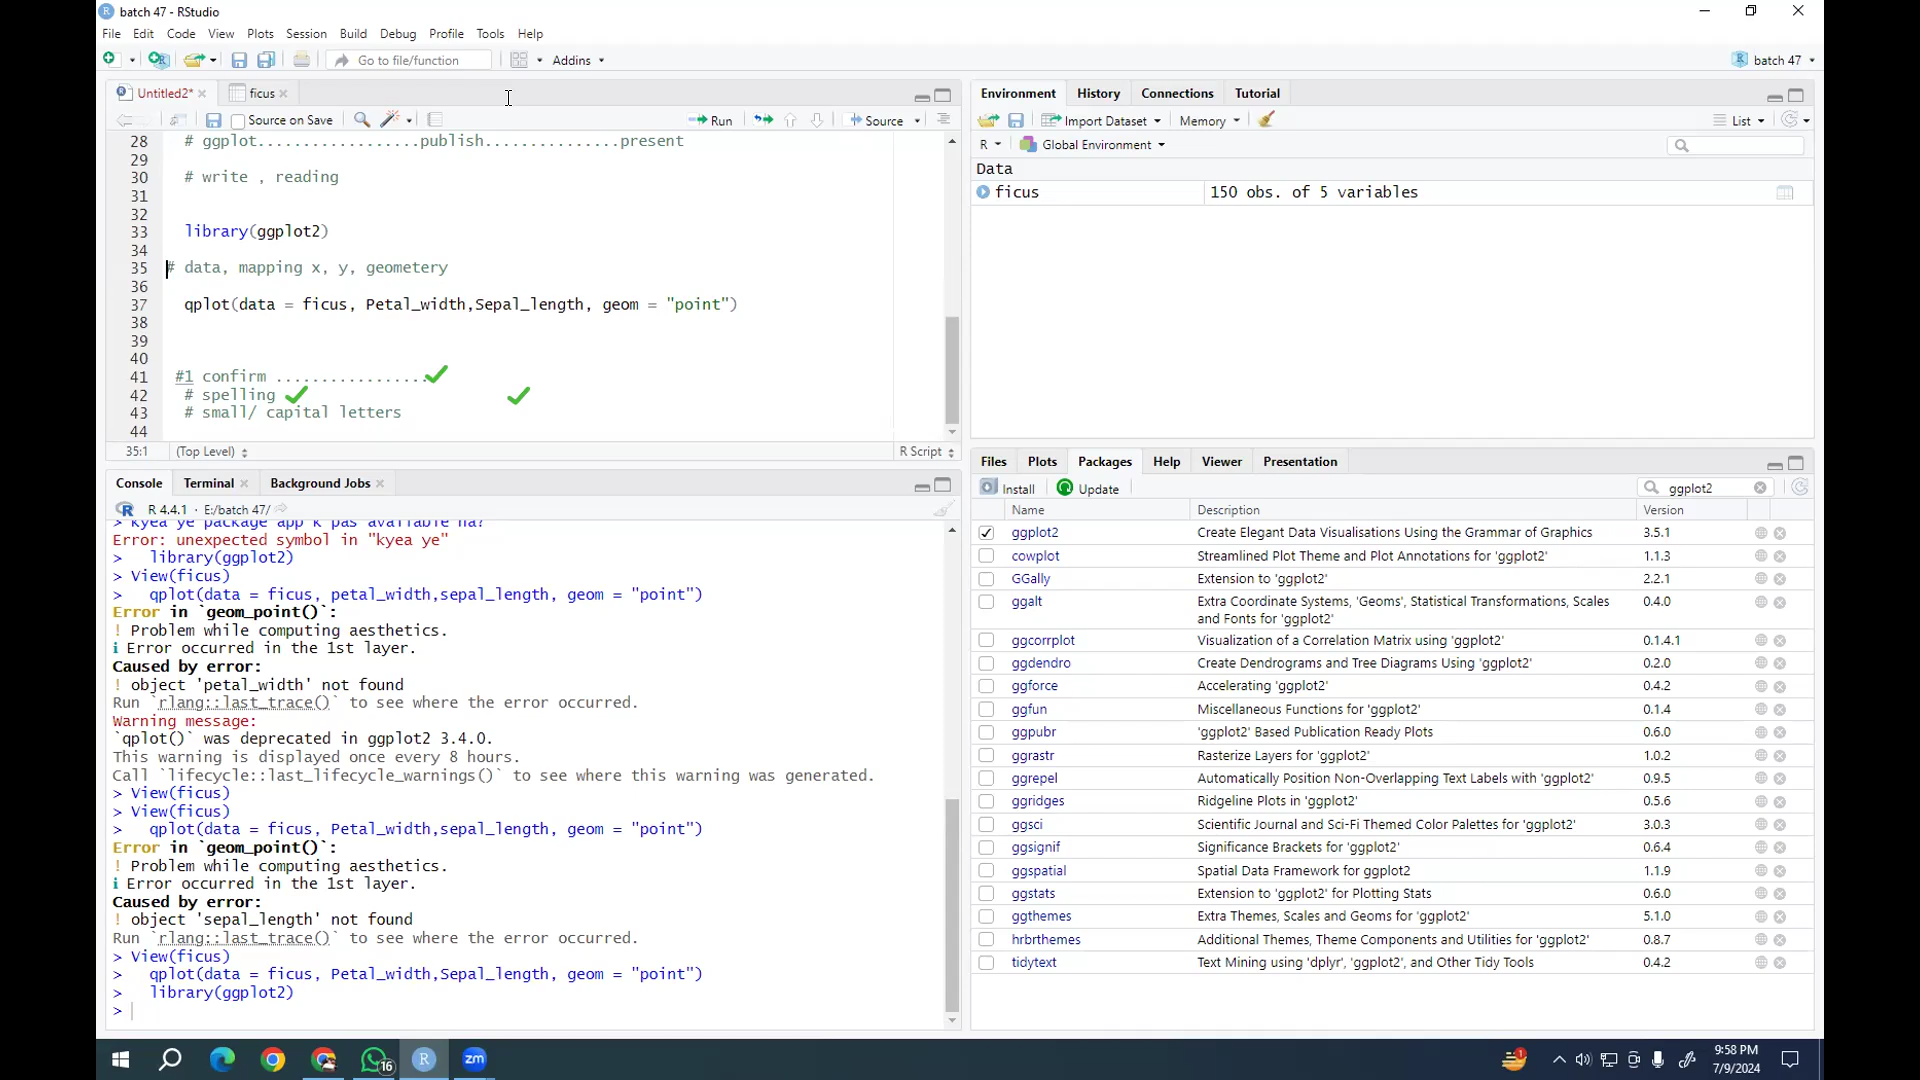 batch 47 - RStudio
File Edit Code View Plots Session Build Debug Profile Tools Help
Go to file/function Addins batch 47
Untitled2* ficus
Source on Save Run Source
28 # ggplot..................publish...............present
29
30 # write , reading
31
32
33 library(ggplot2)
34
35 # data, mapping x, y, geometery
36
37 qplot(data = ficus, Petal_width,Sepal_length, geom = "point")
38
39
40
41 #1 confirm .................
42 # spelling
43 # small/ capital letters
44
35:1 (Top Level) R Script
Console Terminal Background Jobs
R 4.4.1 · E:/batch 47/
> kyea ye package app k pas available ha?
Error: unexpected symbol in "kyea ye"
> library(ggplot2)
> View(ficus)
> qplot(data = ficus, petal_width,sepal_length, geom = "point")
Error in `geom_point()`:
! Problem while computing aesthetics.
ℹ Error occurred in the 1st layer.
Caused by error:
! object 'petal_width' not found
Run `rlang::last_trace()` to see where the error occurred.
Warning message:
`qplot()` was deprecated in ggplot2 3.4.0.
This warning is displayed once every 8 hours.
Call `lifecycle::last_lifecycle_warnings()` to see where this warning was generated.
> View(ficus)
> View(ficus)
> qplot(data = ficus, Petal_width,sepal_length, geom = "point")
Error in `geom_point()`:
! Problem while computing aesthetics.
ℹ Error occurred in the 1st layer.
Caused by error:
! object 'sepal_length' not found
Run `rlang::last_trace()` to see where the error occurred.
> View(ficus)
> qplot(data = ficus, Petal_width,Sepal_length, geom = "point")
> library(ggplot2)
>
Environment History Connections Tutorial
Import Dataset Memory List
R Global Environment
Data
ficus 150 obs. of 5 variables
Files Plots Packages Help Viewer Presentation
Install Update ggplot2
Name Description Version
ggplot2 Create Elegant Data Visualisations Using the Grammar of Graphics 3.5.1
cowplot Streamlined Plot Theme and Plot Annotations for 'ggplot2' 1.1.3
GGally Extension to 'ggplot2' 2.2.1
ggalt Extra Coordinate Systems, 'Geoms', Statistical Transformations, Scales 0.4.0
and Fonts for 'ggplot2'
ggcorrplot Visualization of a Correlation Matrix using 'ggplot2' 0.1.4.1
ggdendro Create Dendrograms and Tree Diagrams Using 'ggplot2' 0.2.0
ggforce Accelerating 'ggplot2' 0.4.2
ggfun Miscellaneous Functions for 'ggplot2' 0.1.4
ggpubr 'ggplot2' Based Publication Ready Plots 0.6.0
ggrastr Rasterize Layers for 'ggplot2' 1.0.2
ggrepel Automatically Position Non-Overlapping Text Labels with 'ggplot2' 0.9.5
ggridges Ridgeline Plots in 'ggplot2' 0.5.6
ggsci Scientific Journal and Sci-Fi Themed Color Palettes for 'ggplot2' 3.0.3
ggsignif Significance Brackets for 'ggplot2' 0.6.4
ggspatial Spatial Data Framework for ggplot2 1.1.9
ggstats Extension to 'ggplot2' for Plotting Stats 0.6.0
ggthemes Extra Themes, Scales and Geoms for 'ggplot2' 5.1.0
hrbrthemes Additional Themes, Theme Components and Utilities for 'ggplot2' 0.8.7
tidytext Text Mining using 'dplyr', 'ggplot2', and Other Tidy Tools 0.4.2
16 R zm 1
9:58 PM
7/9/2024